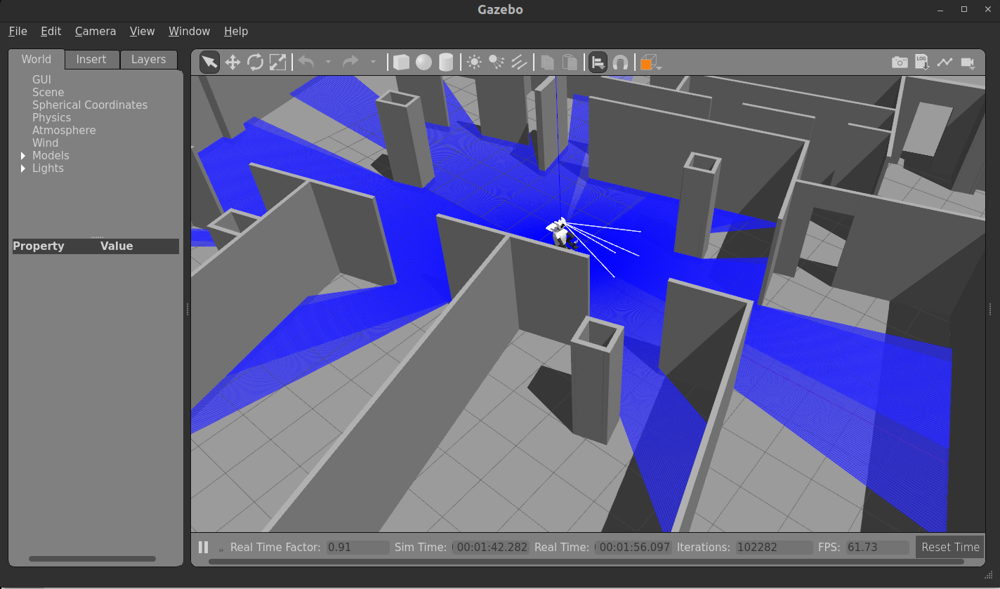 Gazebo
File Edit Camera View Window Help
World Insert Layers
LOG
GUI
Scene
Spherical Coordinates
Physics
Atmosphere
Wind
Models
Lights
Property Value
Real Time Factor: 0.91 Sim Time: 00:01:42.282 Real Time: 00:01:56.097 Iterations: 102282 FPS: 61.73 Reset Time